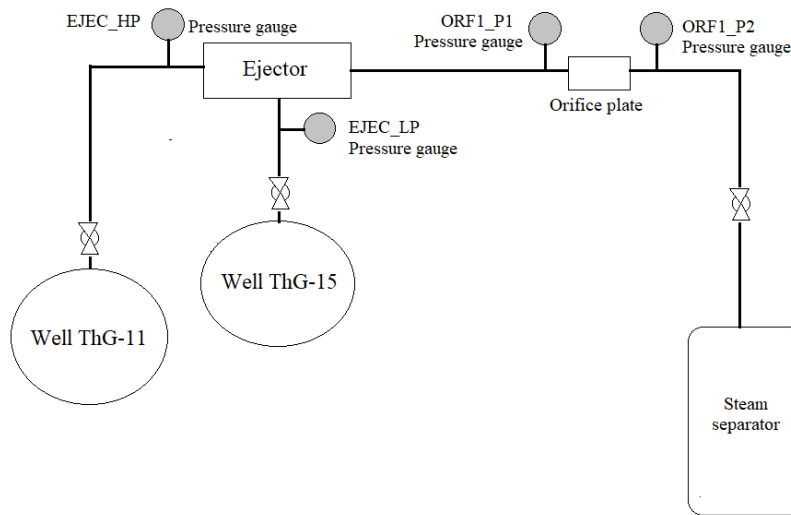 EJEC_HP
Pressure gauge
Ejector
ORF1_P1
Pressure gauge
ORF1_P2
Pressure gauge
Orifice plate
EJEC_LP
Pressure gauge
Well ThG-15
Well ThG-11
Steam
separator